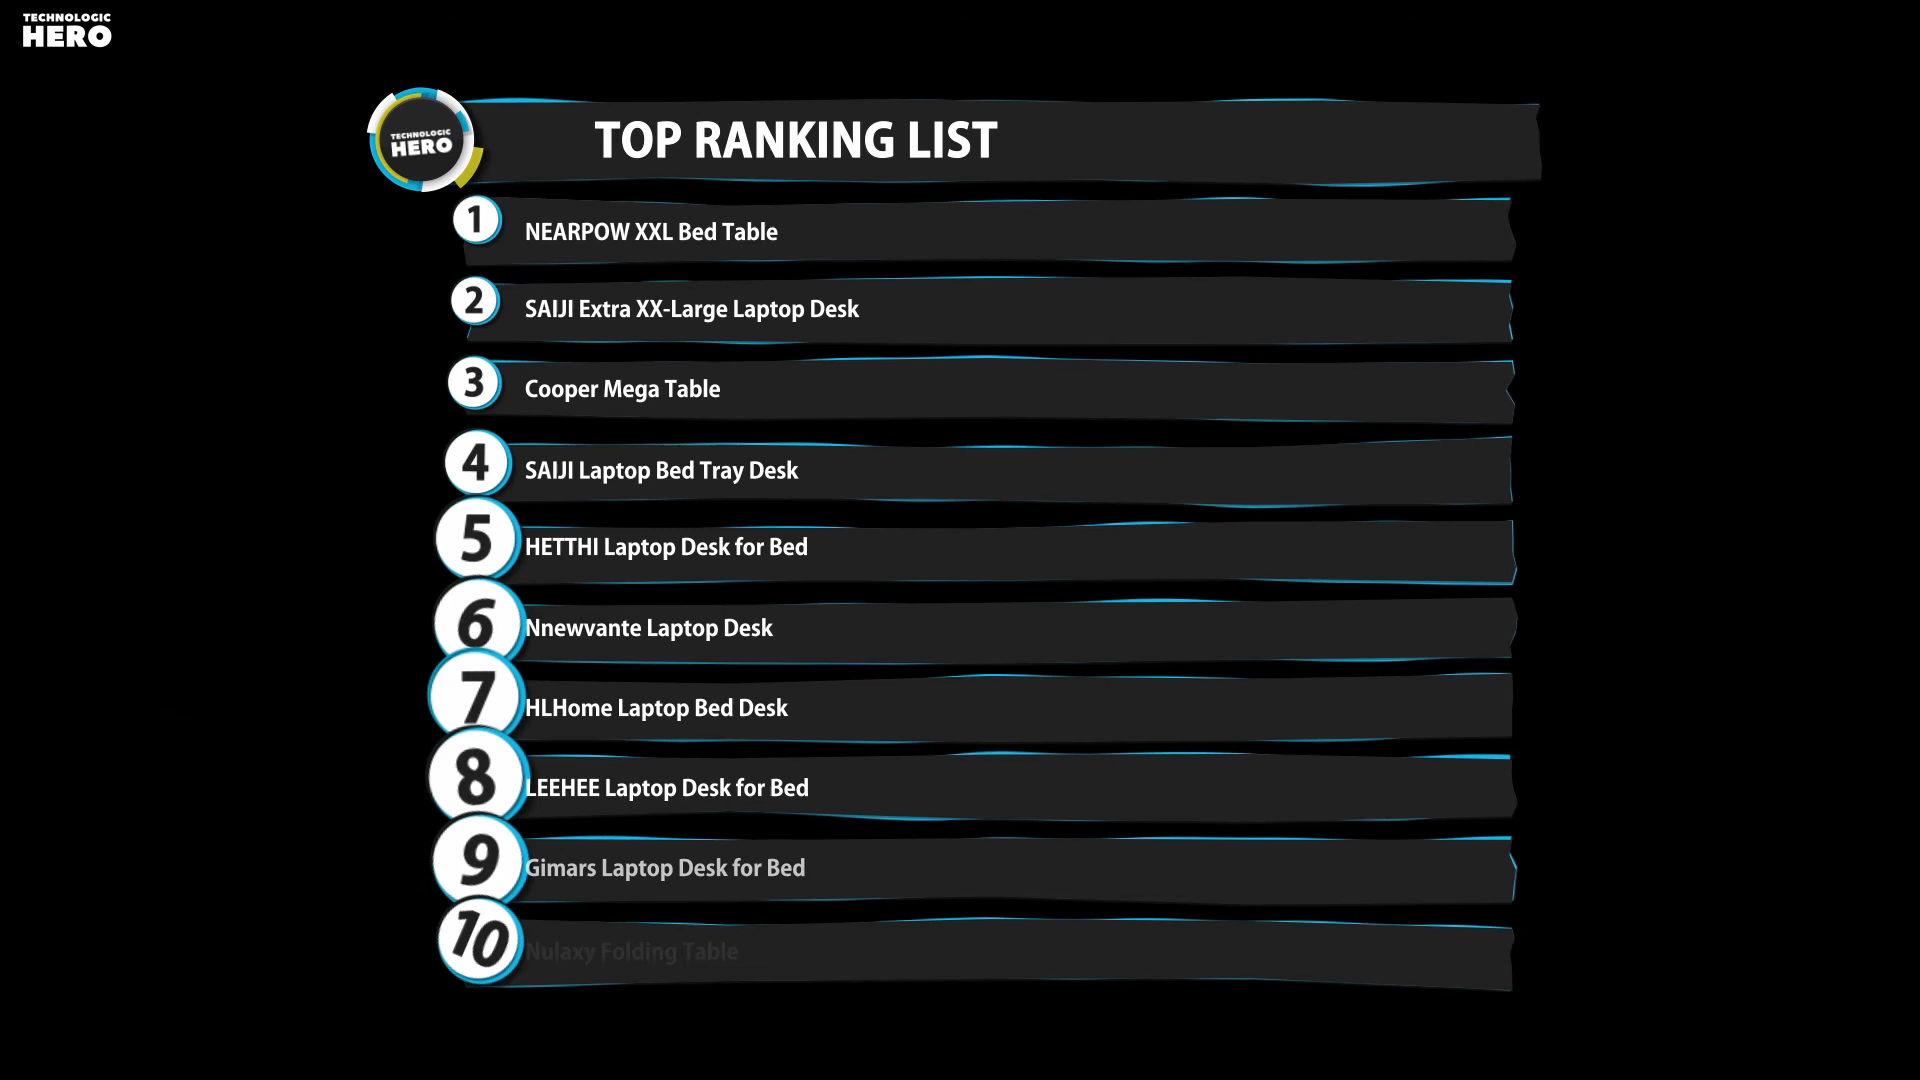 TECHNOLOGIC
HERO
TECHNOLOGIC
HERO
TOP RANKING LIST
1
NEARPOW XXL Bed Table
2
SAIJI Extra XX-Large Laptop Desk
3
Cooper Mega Table
4
SAIJI Laptop Bed Tray Desk
5
HETTHI Laptop Desk for Bed
6
Nnewvante Laptop Desk
7
HLHome Laptop Bed Desk
8
LEEHEE Laptop Desk for Bed
9
Gimars Laptop Desk for Bed
10
Nulaxy Folding Table